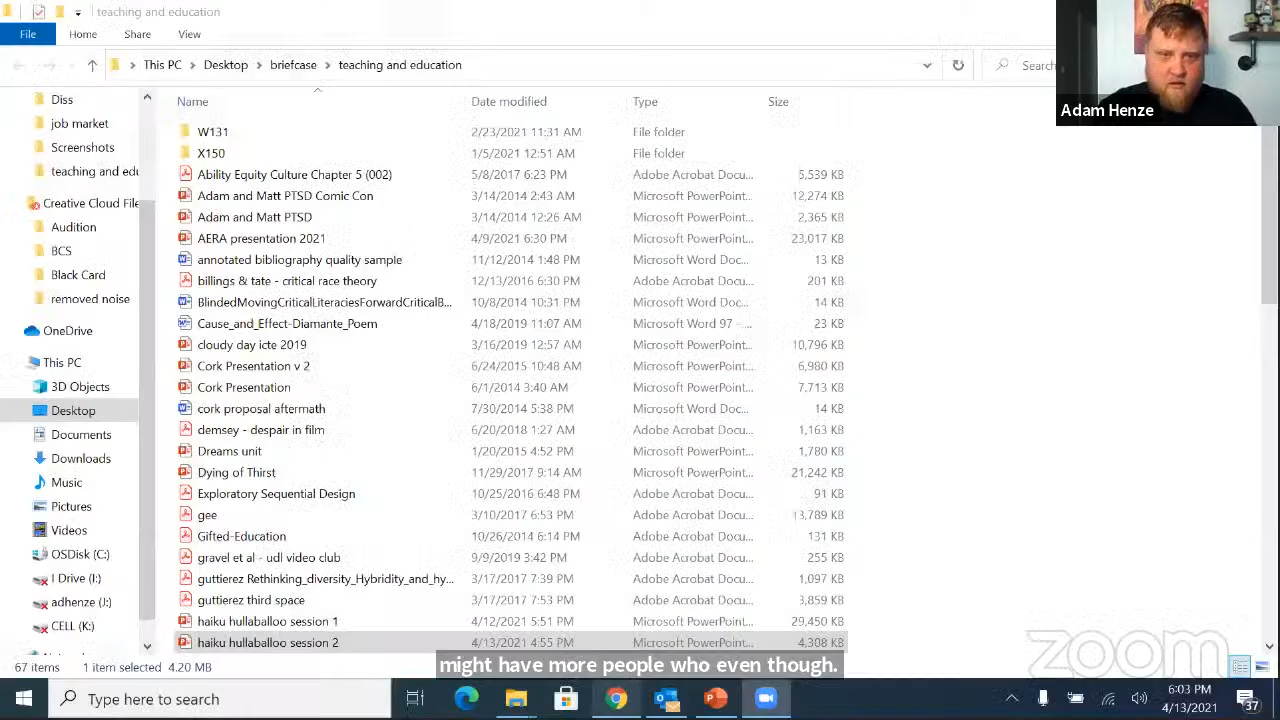 teaching and education
File Home Share View
This PC Desktop briefcase teaching and education Search
Name Date modified Type Size
Diss
job market
Screenshots
teaching and edu
Creative Cloud File
Audition
BCS
Black Card
removed noise
OneDrive
This PC
3D Objects
Desktop
Documents
Downloads
Music
Pictures
Videos
OSDisk (C:)
I Drive (I:)
adhenze (J:)
CELL (K:)
W131 2/23/2021 11:31 AM File folder
X150 1/5/2021 12:51 AM File folder
Ability Equity Culture Chapter 5 (002) 5/8/2017 6:23 PM Adobe Acrobat Docu... 5,539 KB
Adam and Matt PTSD Comic Con 3/14/2014 2:43 AM Microsoft PowerPoint... 12,274 KB
Adam and Matt PTSD 3/14/2014 12:26 AM Microsoft PowerPoint... 2,365 KB
AERA presentation 2021 4/9/2021 6:30 PM Microsoft PowerPoint... 23,017 KB
annotated bibliography quality sample 11/12/2014 1:48 PM Microsoft Word Doc... 13 KB
billings & tate - critical race theory 12/13/2016 6:30 PM Adobe Acrobat Docu... 201 KB
BlindedMovingCriticalLiteraciesForwardCriticalB... 10/8/2014 10:31 PM Microsoft Word Doc... 14 KB
Cause_and_Effect-Diamante_Poem 4/18/2019 11:07 AM Microsoft Word 97 - ... 23 KB
cloudy day icte 2019 3/16/2019 12:57 AM Microsoft PowerPoint... 10,796 KB
Cork Presentation v 2 6/24/2015 10:48 AM Microsoft PowerPoint... 6,980 KB
Cork Presentation 6/1/2014 3:40 AM Microsoft PowerPoint... 7,713 KB
cork proposal aftermath 7/30/2014 5:38 PM Microsoft Word Doc... 14 KB
demsey - despair in film 6/20/2018 1:27 AM Adobe Acrobat Docu... 1,163 KB
Dreams unit 1/20/2015 4:52 PM Microsoft PowerPoint... 1,780 KB
Dying of Thirst 11/29/2017 9:14 AM Microsoft PowerPoint... 21,242 KB
Exploratory Sequential Design 10/25/2016 6:48 PM Adobe Acrobat Docu... 91 KB
gee 3/10/2017 6:53 PM Adobe Acrobat Docu... 13,789 KB
Gifted-Education 10/26/2014 6:14 PM Adobe Acrobat Docu... 131 KB
gravel et al - udl video club 9/9/2019 3:42 PM Adobe Acrobat Docu... 255 KB
guttierez Rethinking_diversity_Hybridity_and_hy... 3/17/2017 7:39 PM Adobe Acrobat Docu... 1,097 KB
guttierez third space 3/17/2017 7:53 PM Adobe Acrobat Docu... 3,859 KB
haiku hullaballoo session 1 4/12/2021 5:51 PM Microsoft PowerPoint... 29,450 KB
haiku hullaballoo session 2 4/13/2021 4:55 PM Microsoft PowerPoint... 4,308 KB
Adam Henze
67 items 1 item selected 4.20 MB
might have more people who even though.
zoom
Type here to search
6:03 PM
4/13/2021
37